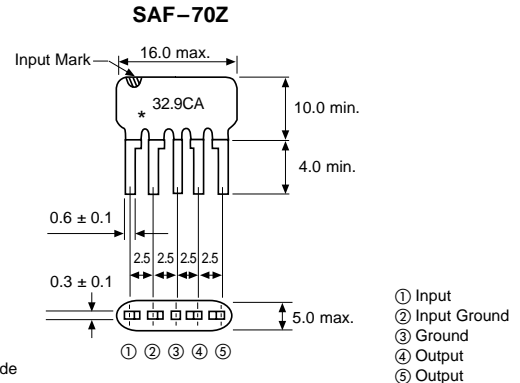 SAF–70Z
16.0 max.
Input Mark
32.9CA
*
10.0 min.
4.0 min.
0.6 ± 0.1
2.5 2.5 2.5 2.5
0.3 ± 0.1
5.0 max.
① ② ③ ④ ⑤
① Input
② Input Ground
③ Ground
④ Output
⑤ Output
de